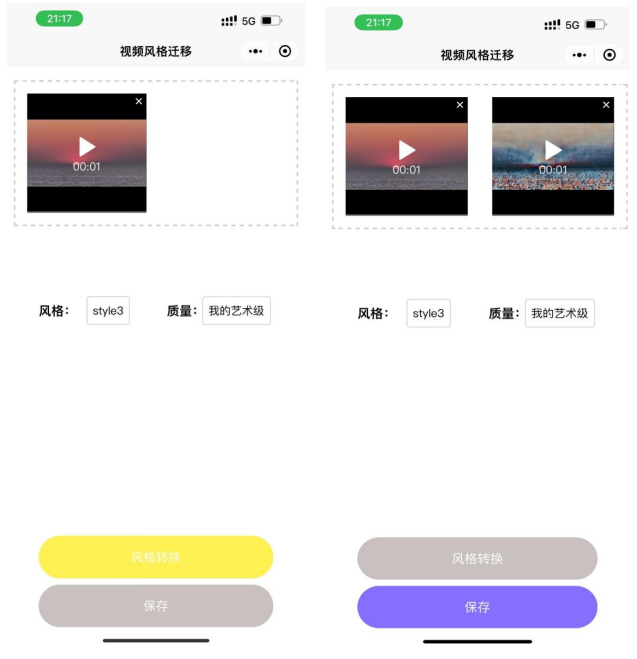 21:17
5G
视频风格迁移
×
00:01
风格：
style3
质量：
我的艺术级
风格转换
保存
21:17
5G
视频风格迁移
×
×
00:01
00:01
风格：
style3
质量：
我的艺术级
风格转换
保存